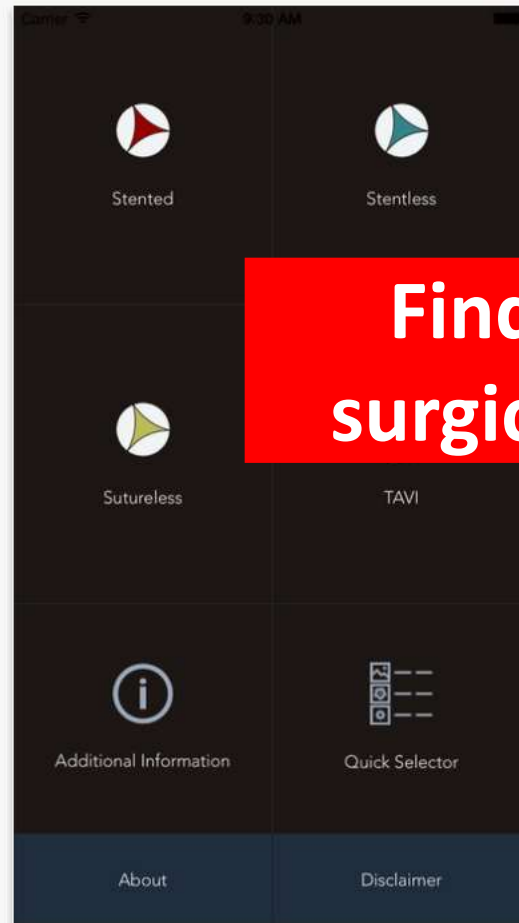 Carrier 9:30 AM
Stented Stentless
Find
surgic
Sutureless TAVI
Additional Information Quick Selector
About Disclaimer